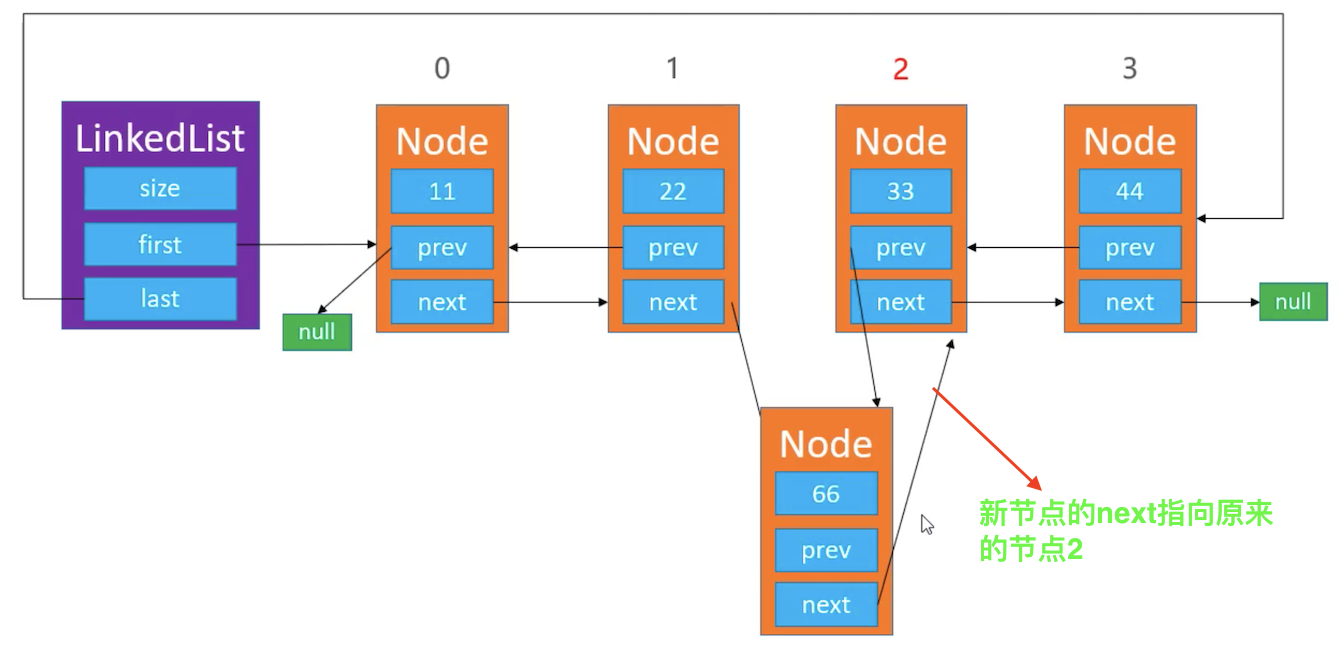 0
1
2
3
LinkedList
size
first
last
Node
11
prev
next
Node
22
prev
next
Node
33
prev
next
Node
44
prev
next
null
null
Node
66
prev
next
新节点的next指向原来
的节点2